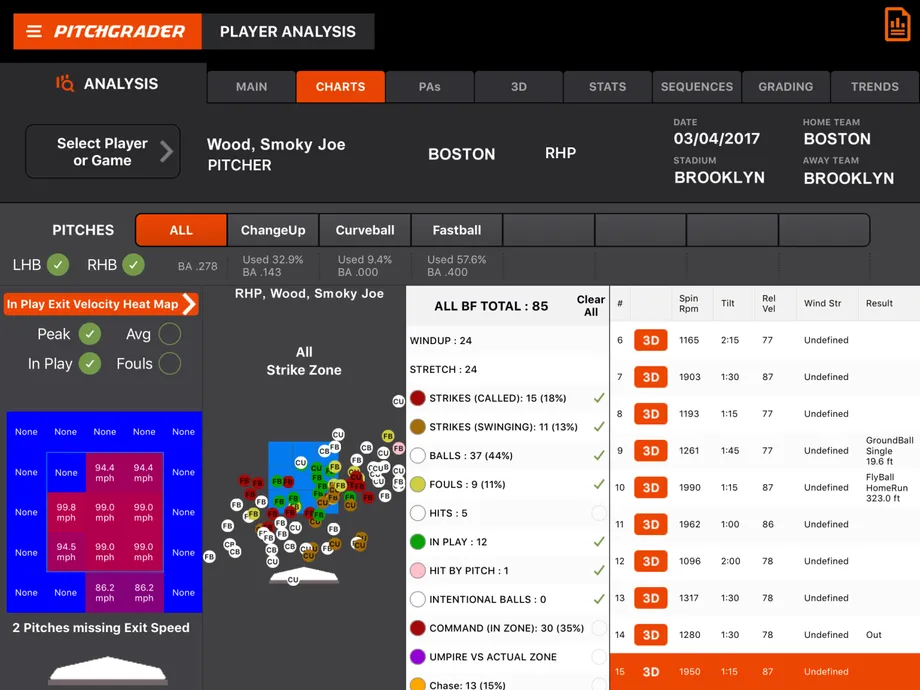 PITCHGRADER
PLAYER ANALYSIS
ANALYSIS
MAIN CHARTS PAs 3D STATS SEQUENCES GRADING TRENDS
Select Player
or Game
Wood, Smoky Joe
PITCHER
BOSTON
RHP
DATE
03/04/2017
STADIUM
BROOKLYN
HOME TEAM
BOSTON
AWAY TEAM
BROOKLYN
PITCHES ALL ChangeUp Curveball Fastball
LHB RHB BA .278
Used 32.9%
BA .143
Used 9.4%
BA .000
Used 57.6%
BA .400
In Play Exit Velocity Heat Map
Peak Avg
In Play Fouls
None None None None None
None None 94.4 mph 94.4 mph None
None 99.8 mph 99.0 mph 99.0 mph None
None 94.5 mph 99.0 mph 99.0 mph None
None None 86.2 mph 86.2 mph None
2 Pitches missing Exit Speed
RHP, Wood, Smoky Joe
All
Strike Zone
ALL BF TOTAL : 85
Clear
All
WINDUP : 24
STRETCH : 24
STRIKES (CALLED): 15 (18%)
STRIKES (SWINGING): 11 (13%)
BALLS : 37 (44%)
FOULS : 9 (11%)
HITS : 5
IN PLAY : 12
HIT BY PITCH : 1
INTENTIONAL BALLS : 0
COMMAND (IN ZONE): 30 (35%)
UMPIRE VS ACTUAL ZONE
Chase: 13 (15%)
# Spin Rpm Tilt Rel Vel Wind Str Result
6 3D 1165 2:15 77 Undefined
7 3D 1903 1:30 87 Undefined
8 3D 1193 1:15 77 Undefined
9 3D 1261 1:45 77 Undefined GroundBall Single 19.6 ft
10 3D 1990 1:15 87 Undefined FlyBall HomeRun 323.0 ft
11 3D 1962 1:00 86 Undefined
12 3D 1096 2:00 78 Undefined
13 3D 1317 1:30 78 Undefined
14 3D 1280 1:30 78 Undefined Out
15 3D 1950 1:15 87 Undefined